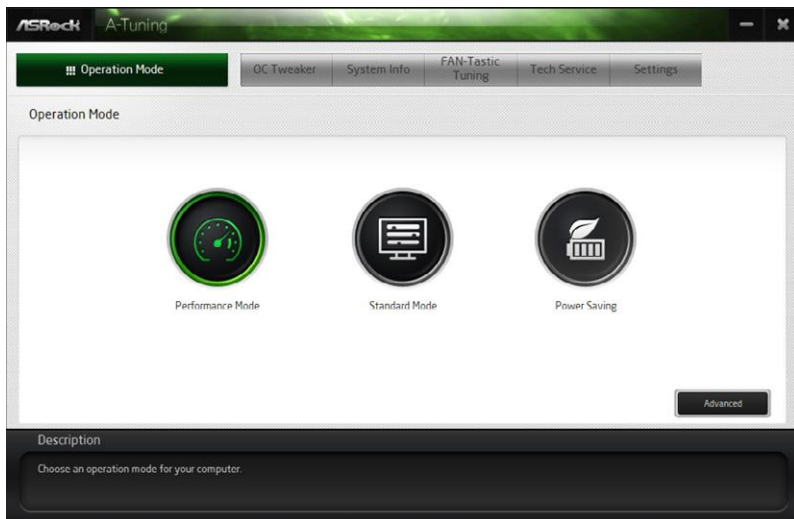 ASRock A-Tuning
Operation Mode OC Tweaker System Info FAN-Tastic Tuning Tech Service Settings
Operation Mode
Performance Mode Standard Mode Power Saving
Advanced
Description
Choose an operation mode for your computer.